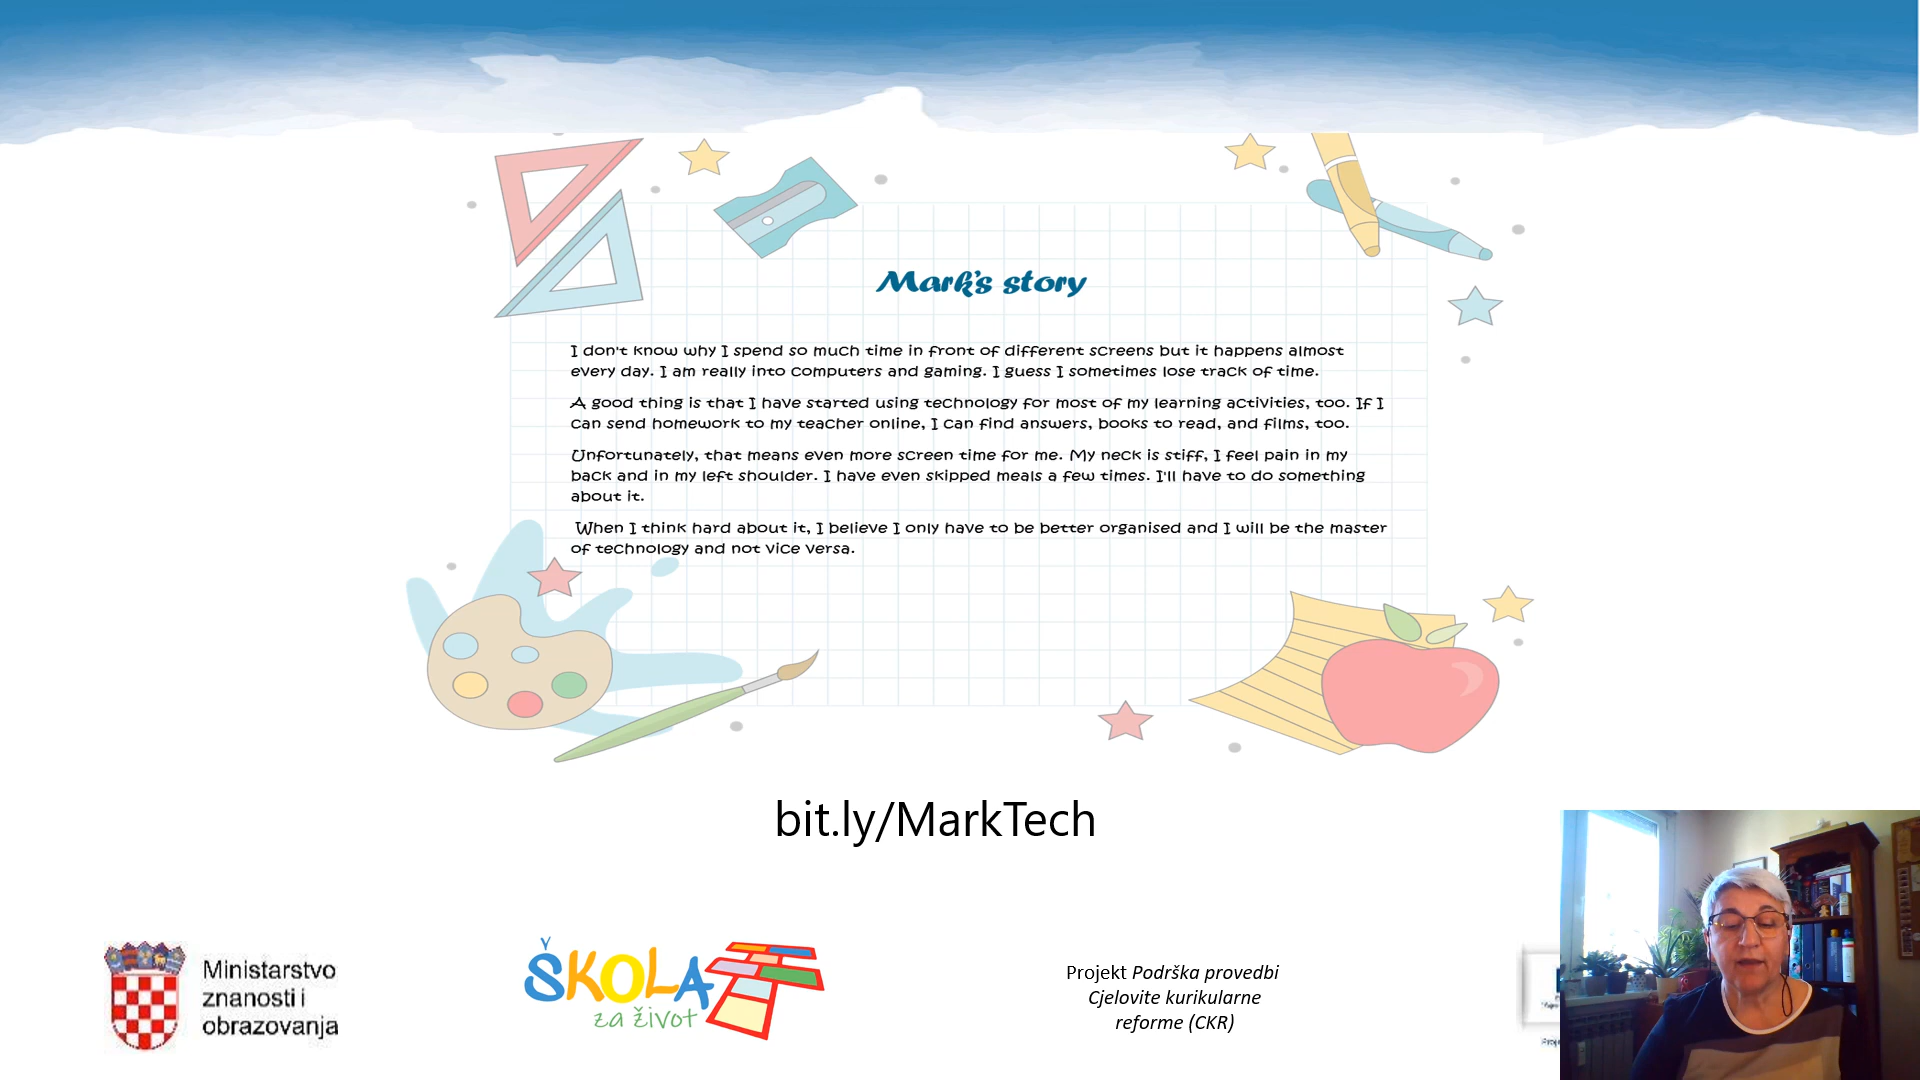 Mark's story
I don't know why I spend so much time in front of different screens but it happens almost
every day. I am really into computers and gaming. I guess I sometimes lose track of time.
A good thing is that I have started using technology for most of my learning activities, too. If I
can send homework to my teacher online, I can find answers, books to read, and films, too.
Unfortunately, that means even more screen time for me. My neck is stiff, I feel pain in my
back and in my left shoulder. I have even skipped meals a few times. I'll have to do something
about it.
When I think hard about it, I believe I only have to be better organised and I will be the master
of technology and not vice versa.
bit.ly/MarkTech
Ministarstvo
znanosti i
obrazovanja
ŠKOLA
za život
Projekt Podrška provedbi
Cjelovite kurikularne
reforme (CKR)